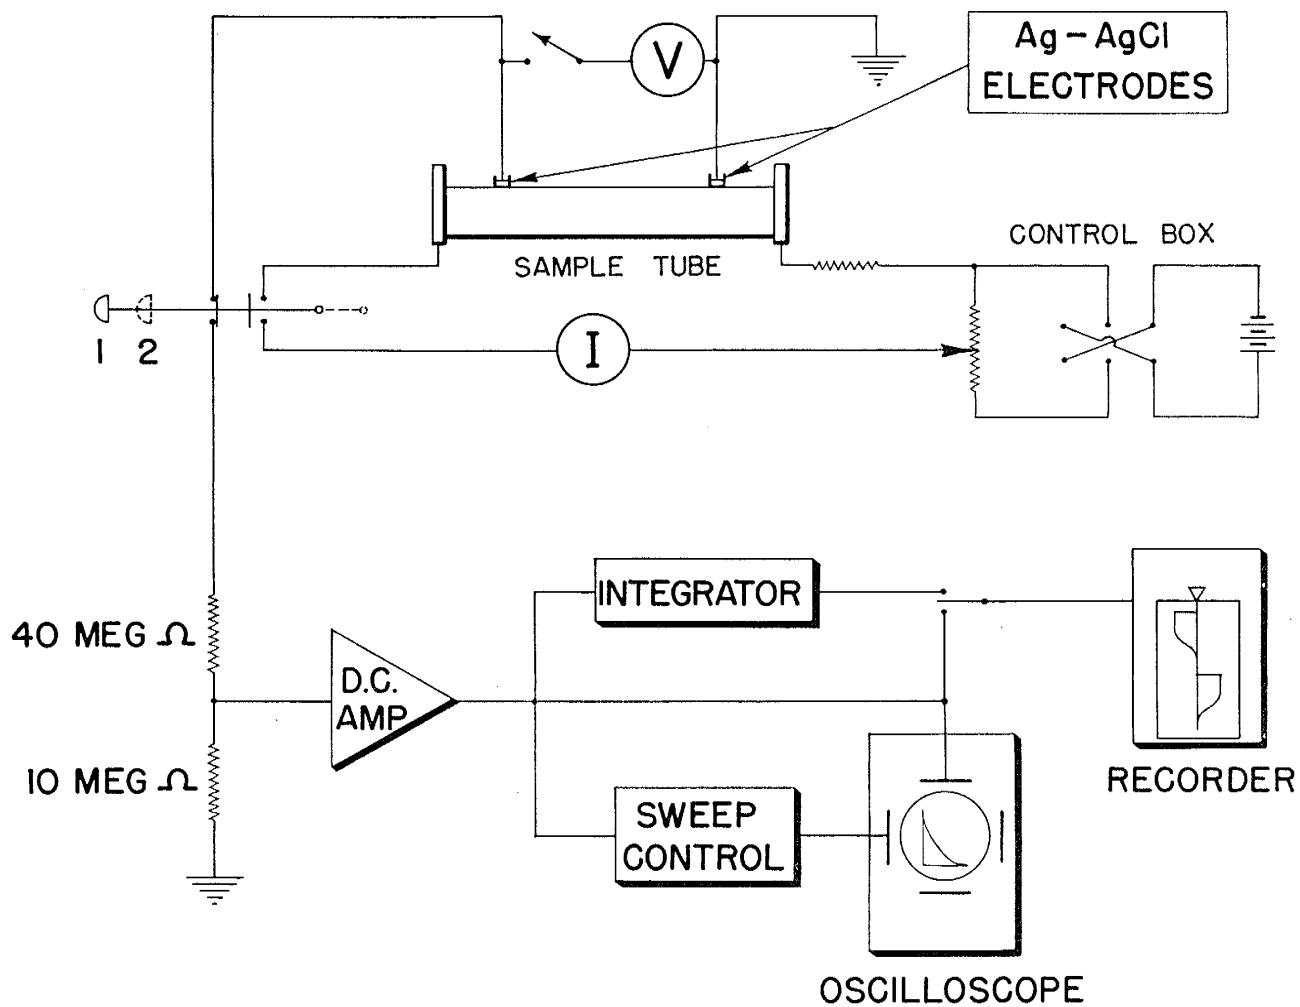 Ag-AgCl
ELECTRODES
V
CONTROL BOX
SAMPLE TUBE
1 2
I
INTEGRATOR
40 MEG Ω
D.C.
AMP
10 MEG Ω
RECORDER
SWEEP
CONTROL
OSCILLOSCOPE